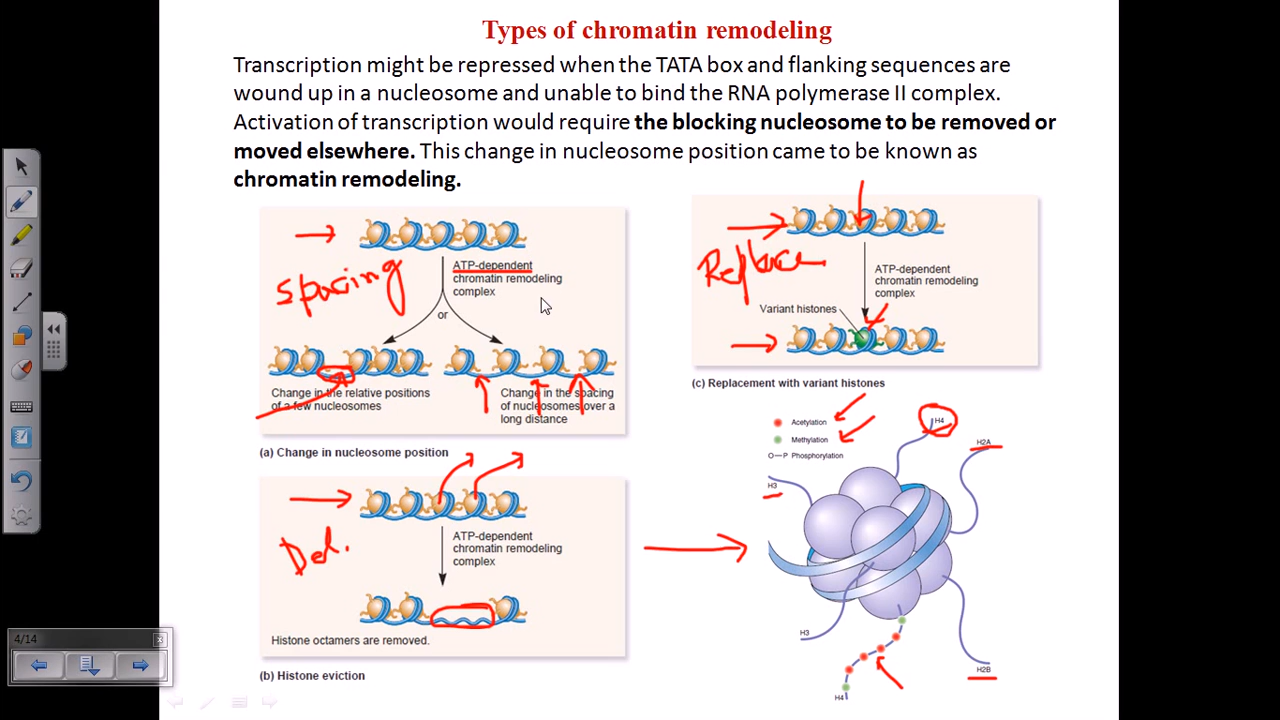 Types of chromatin remodeling
Transcription might be repressed when the TATA box and flanking sequences are
wound up in a nucleosome and unable to bind the RNA polymerase II complex.
Activation of transcription would require the blocking nucleosome to be removed or
moved elsewhere. This change in nucleosome position came to be known as
chromatin remodeling.
Spacing
ATP-dependent
chromatin remodeling
complex
or
Change in the relative positions
of a few nucleosomes
Change in the spacing
of nucleosomes over a
long distance
(a) Change in nucleosome position
Del.
ATP-dependent
chromatin remodeling
complex
Histone octamers are removed.
(b) Histone eviction
Replace
ATP-dependent
chromatin remodeling
complex
Variant histones
(c) Replacement with variant histones
Acetylation
Methylation
O—P Phosphorylation
H4
H2A
H3
H3
H2B
H4
4/14